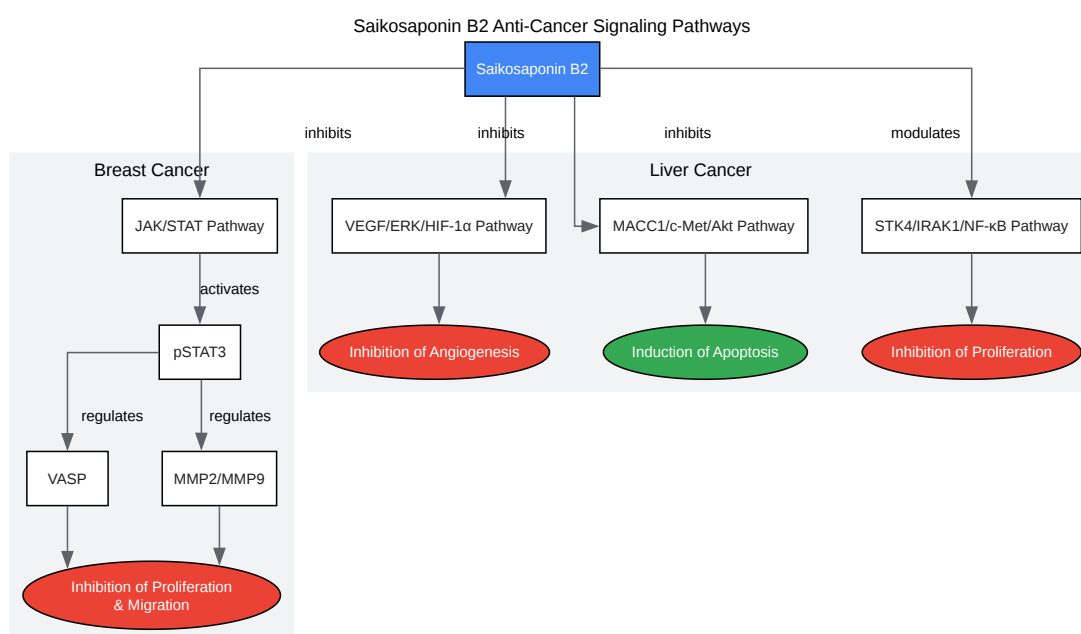 Saikosaponin B2 Anti-Cancer Signaling Pathways
Saikosaponin B2
inhibits
inhibits
inhibits
modulates
Breast Cancer
Liver Cancer
JAK/STAT Pathway
VEGF/ERK/HIF-1α Pathway
MACC1/c-Met/Akt Pathway
STK4/IRAK1/NF-κB Pathway
activates
pSTAT3
Inhibition of Angiogenesis
Induction of Apoptosis
Inhibition of Proliferation
regulates
regulates
VASP
MMP2/MMP9
Inhibition of Proliferation
& Migration